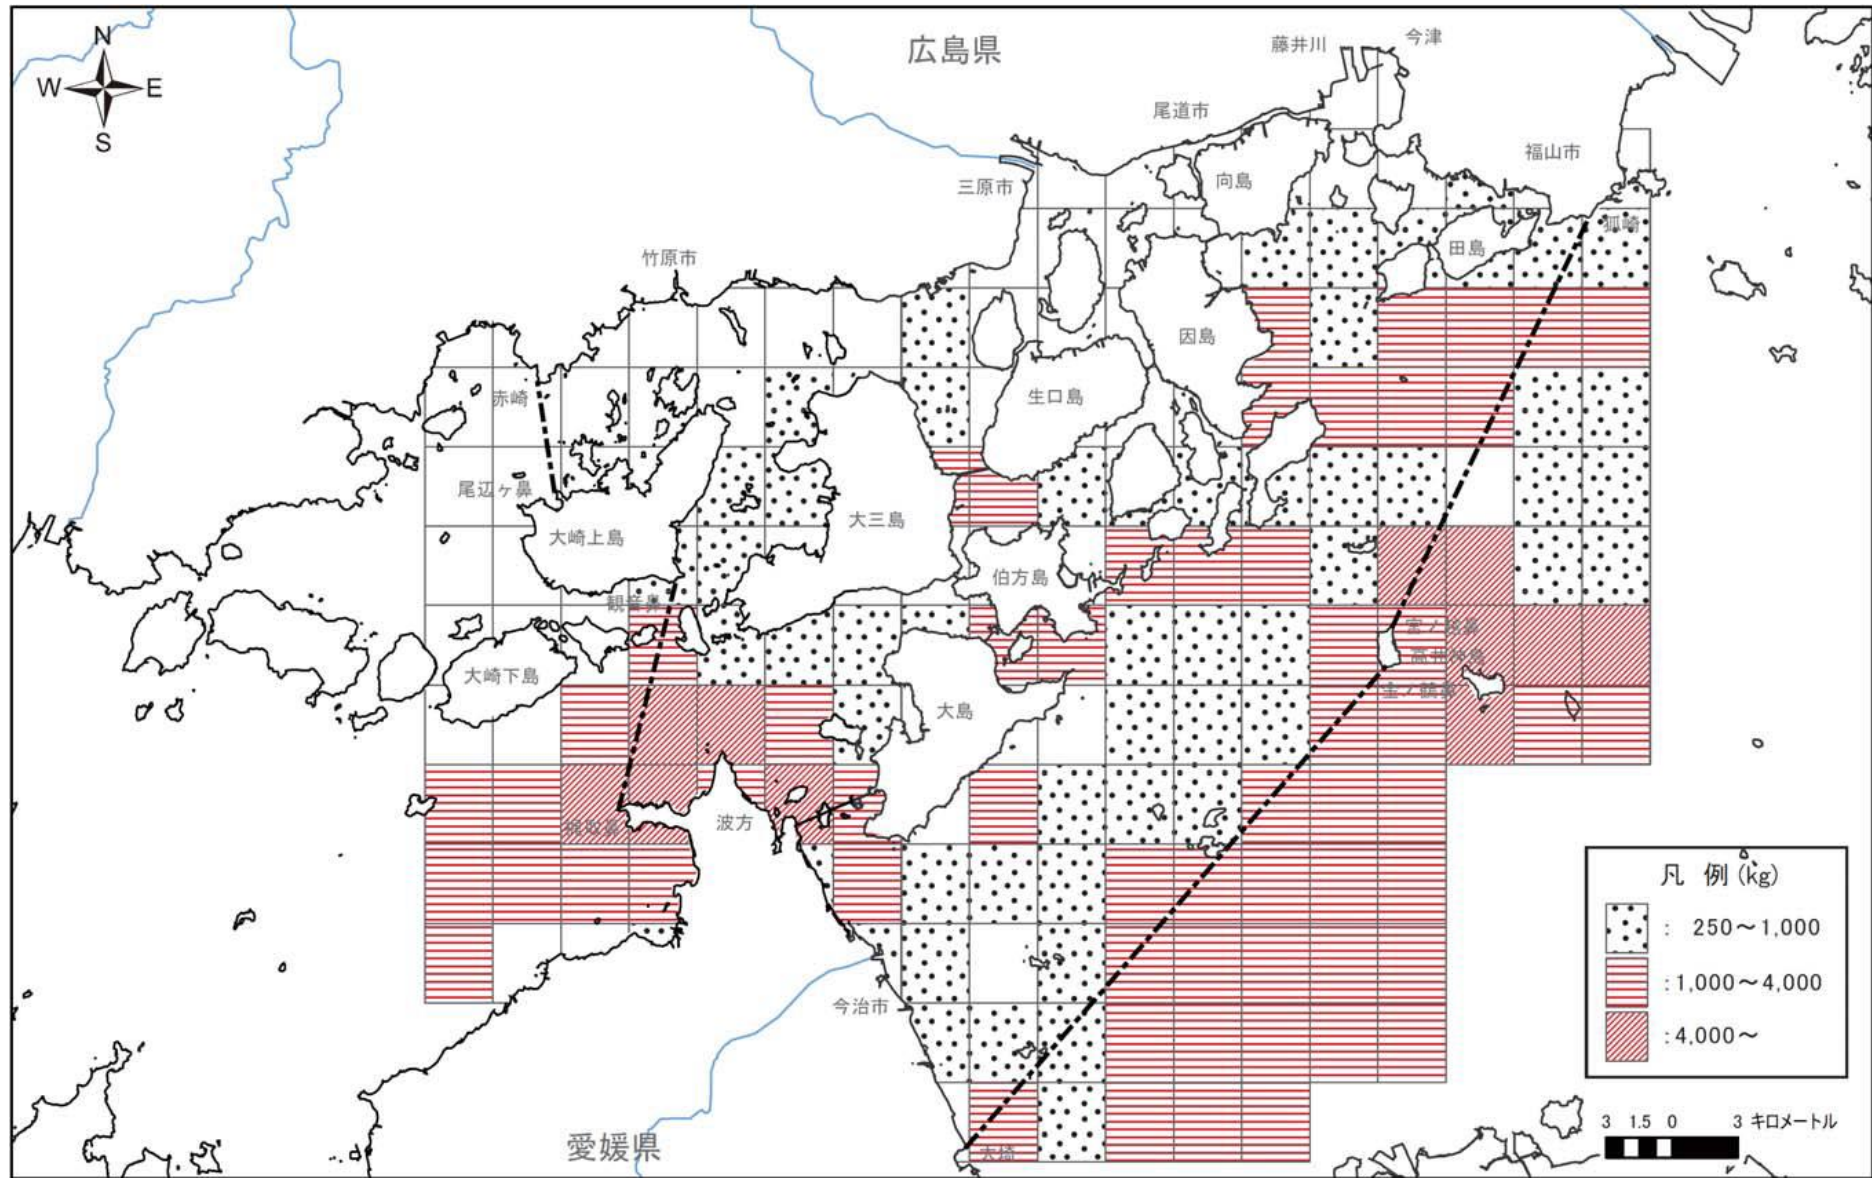 N
W E
S
広島県
藤井川
今津
尾道市
福山市
三原市
向島
狐崎
田島
竹原市
因島
赤崎
生口島
尾辺ヶ鼻
大三島
大崎上島
伯方島
観音鼻
高井神島
大崎下島
大島
波方
梶取鼻
今治市
愛媛県
大埼
凡 例 (kg)
: 250～1,000
:1,000～4,000
:4,000～
3 1.5 0 3 キロメートル